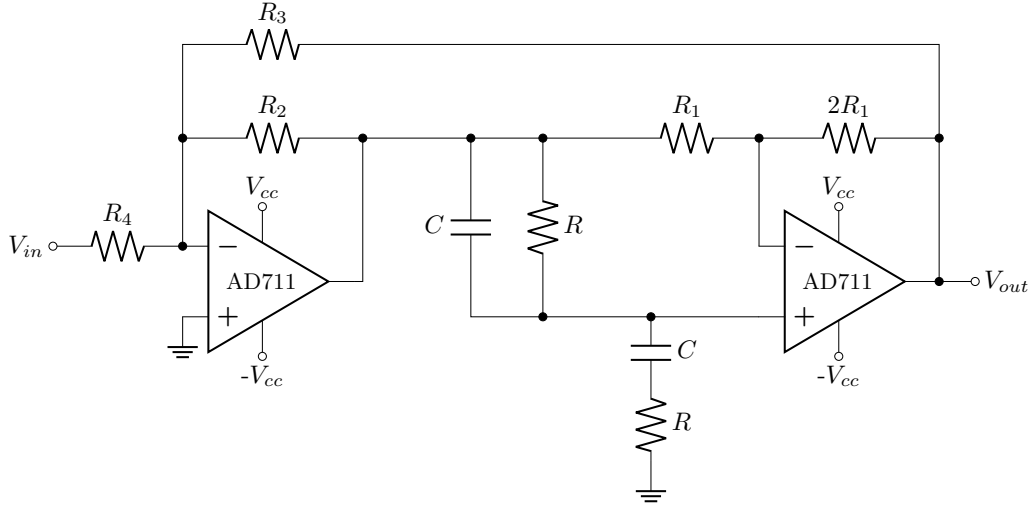 R3
R2
R1
2R1
Vcc
Vcc
R4
C
R
Vin
−
AD711
+
−
AD711
+
Vout
-Vcc
C
-Vcc
R